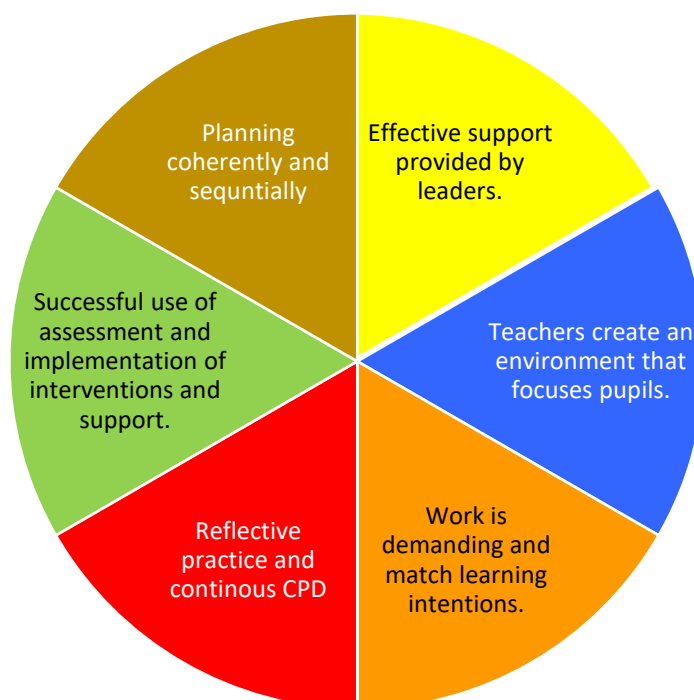 Planning
coherently and
sequntially
Effective support
provided by
leaders.
Teachers create an
environment that
focuses pupils.
Work is
demanding and
match learning
intentions.
Reflective
practice and
continous CPD
Successful use of
assessment and
implementation of
interventions and
support.